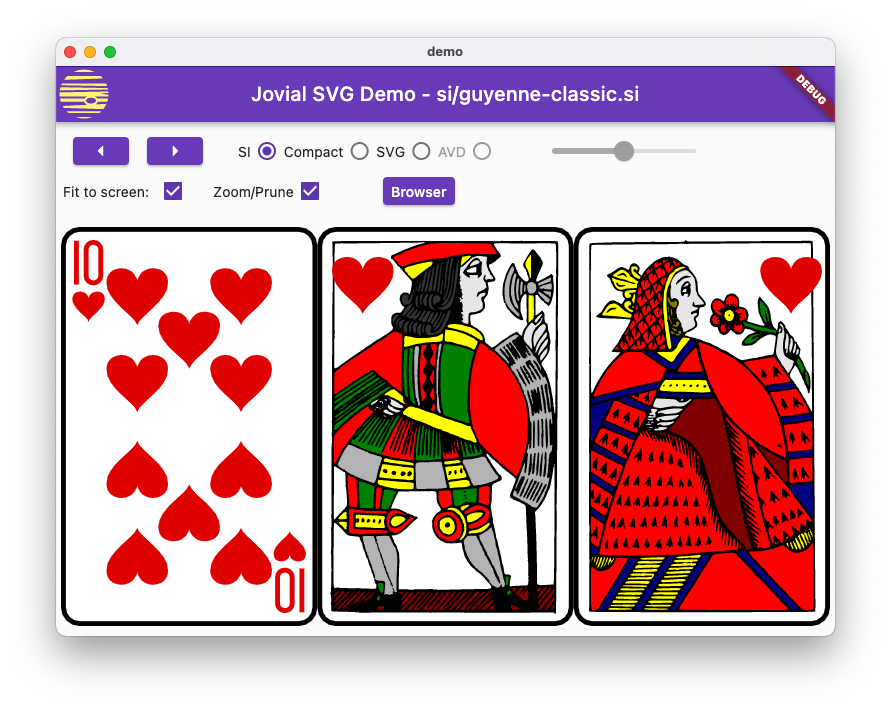 demo
Jovial SVG Demo - si/guyenne-classic.si
DEBUG
SI Compact SVG AVD
Fit to screen: Zoom/Prune Browser
10
10